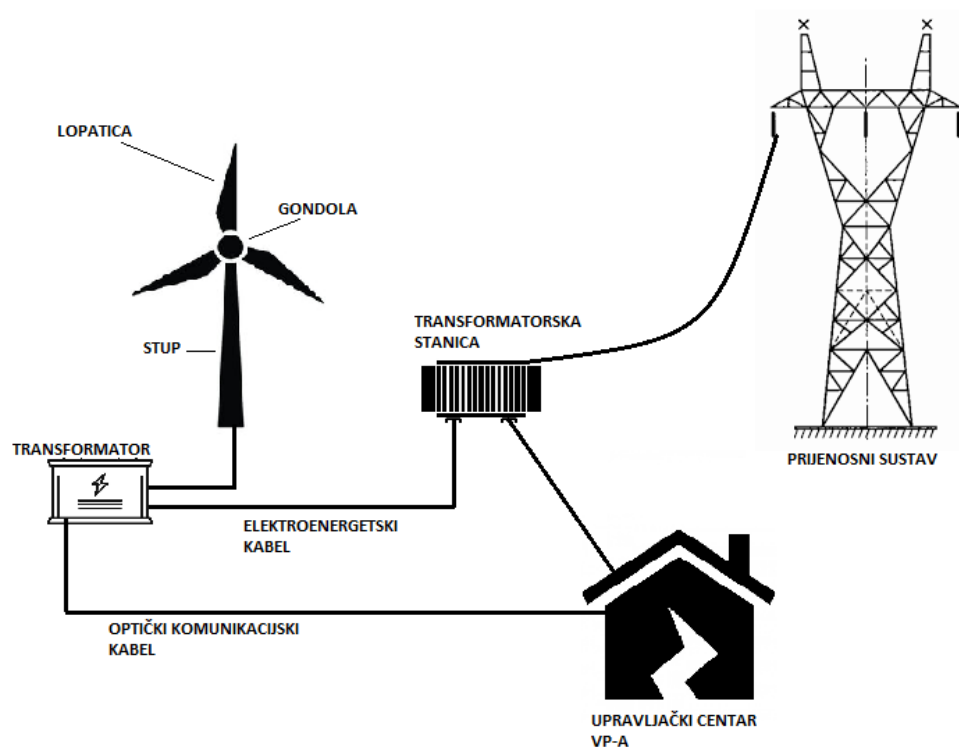 LOPATICA
GONDOLA
STUP
TRANSFORMATORSKA
STANICA
TRANSFORMATOR
PRIJENOSNI SUSTAV
ELEKTROENERGETSKI
KABEL
OPTIČKI KOMUNIKACIJSKI
KABEL
UPRAVLJAČKI CENTAR
VP-A